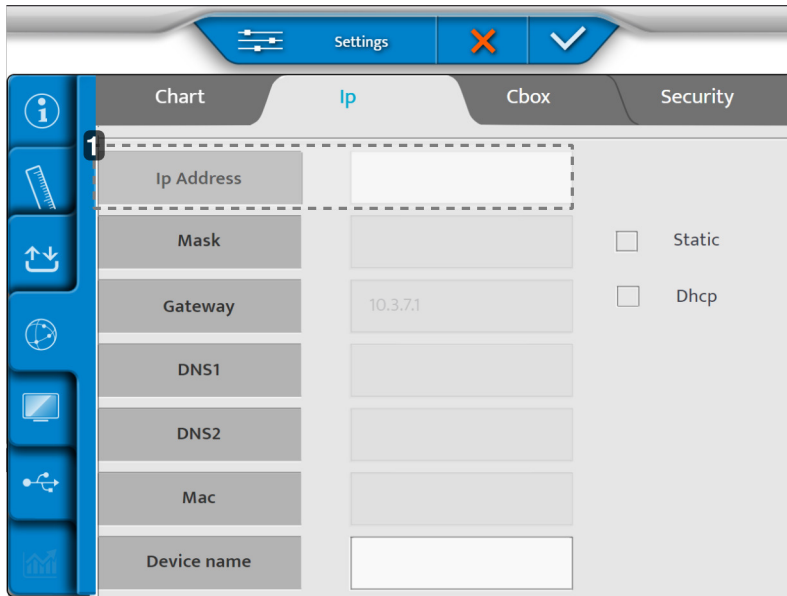 Settings
Chart Ip Cbox Security
1
Ip Address
Mask Static
Gateway 10.3.7.1 Dhcp
DNS1
DNS2
Mac
Device name